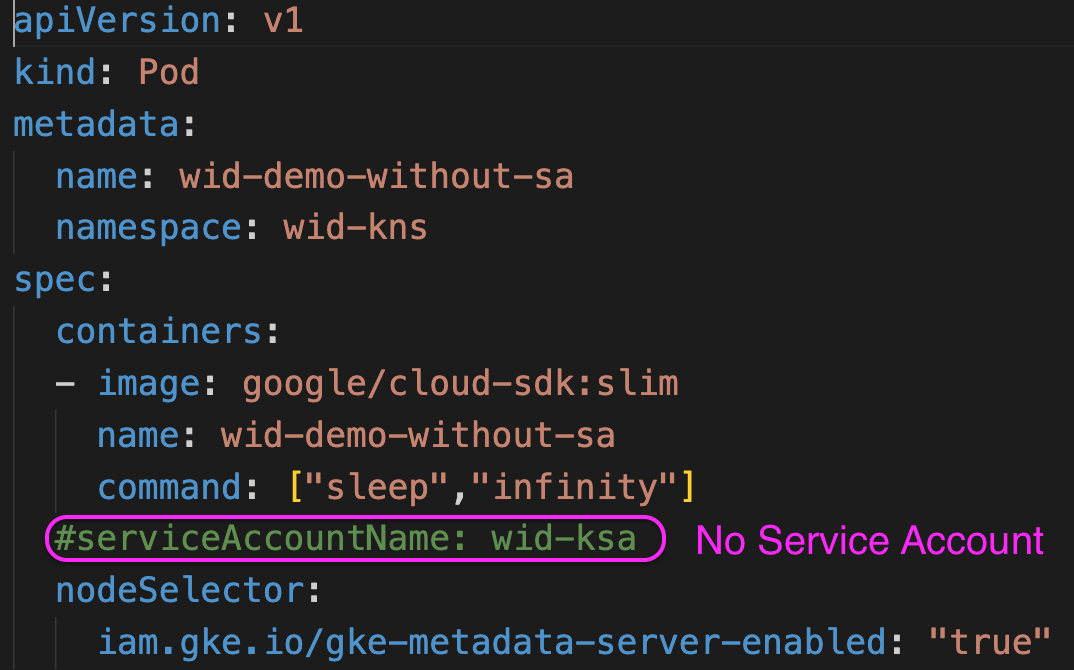 apiVersion: v1
kind: Pod
metadata:
  name: wid-demo-without-sa
  namespace: wid-kns
spec:
  containers:
  - image: google/cloud-sdk:slim
    name: wid-demo-without-sa
    command: ["sleep","infinity"]
  #serviceAccountName: wid-ksa No Service Account
  nodeSelector:
    iam.gke.io/gke-metadata-server-enabled: "true"